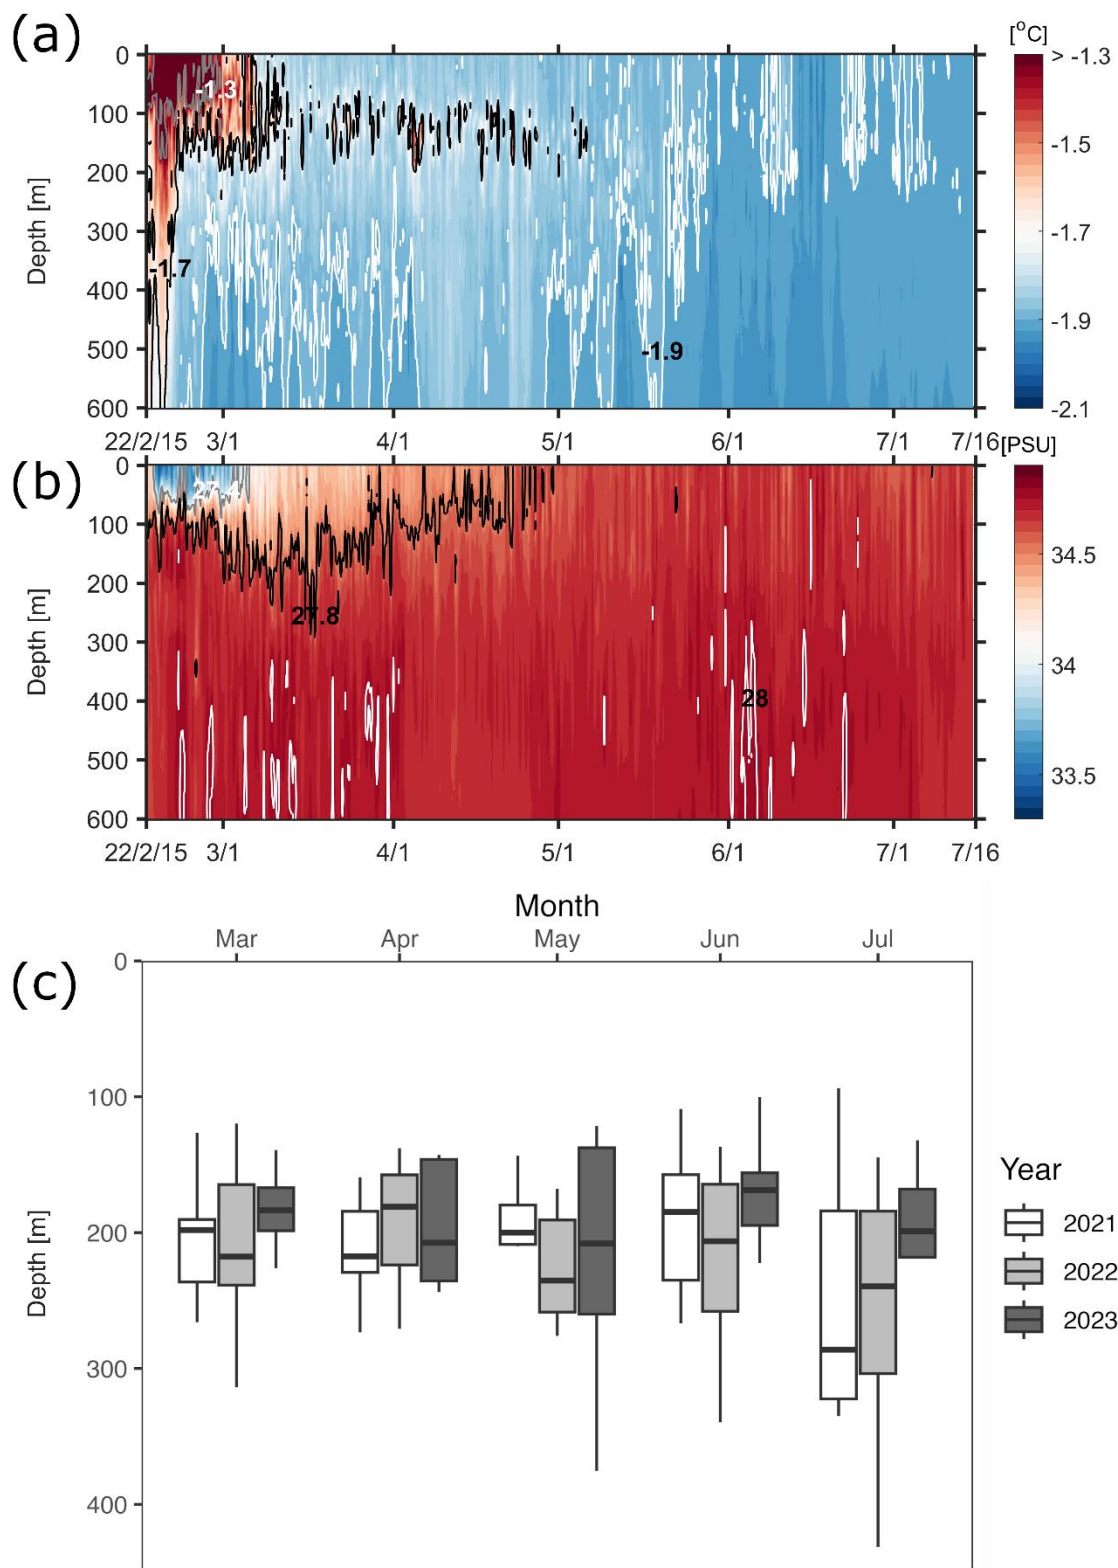 (a)
[°C]
0
100
200
300
400
500
600
Depth [m]
-1.3
-1.7
-1.9
> -1.3
-1.5
-1.7
-1.9
-2.1
22/2/15 3/1 4/1 5/1 6/1 7/1 7/16
(b)
[PSU]
0
100
200
300
400
500
600
Depth [m]
27.4
27.8
28
34.5
34
33.5
22/2/15 3/1 4/1 5/1 6/1 7/1 7/16
Month
Mar Apr May Jun Jul
(c)
0
100
200
300
400
Depth [m]
Year
2021
2022
2023